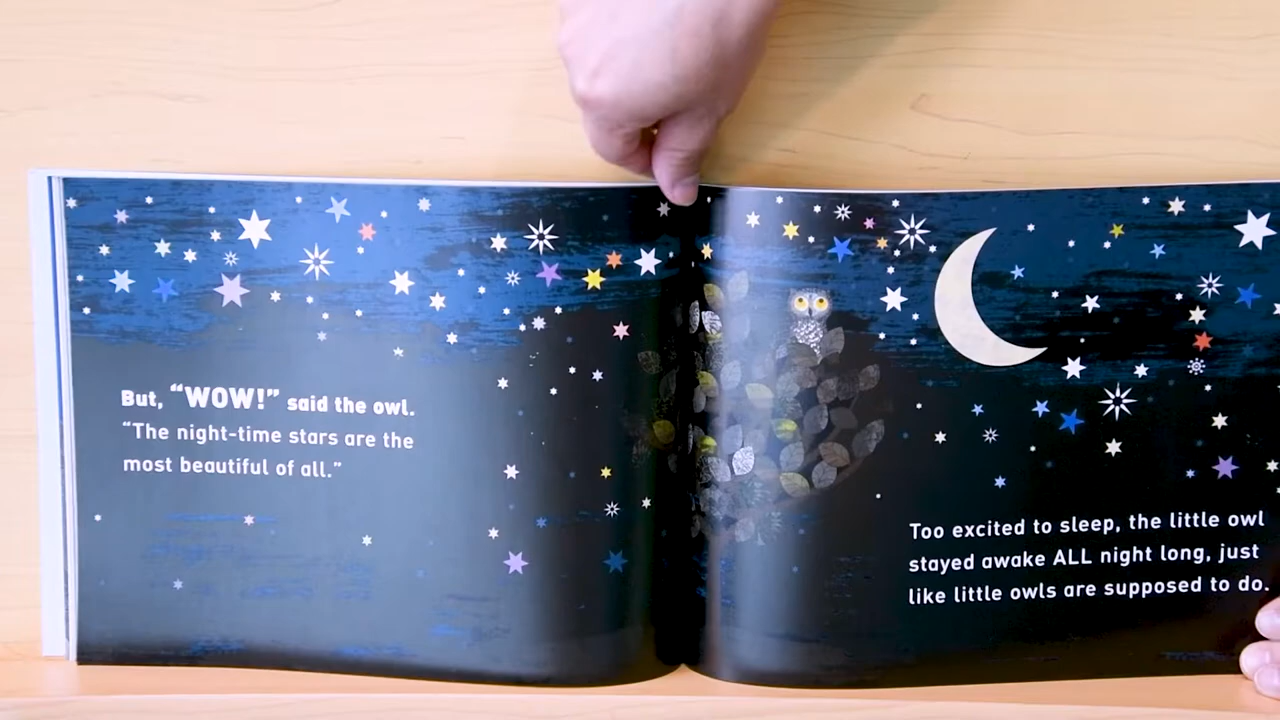 But, “WOW!” said the owl.
“The night-time stars are the
most beautiful of all.”
Too excited to sleep, the little owl
stayed awake ALL night long, just
like little owls are supposed to do.